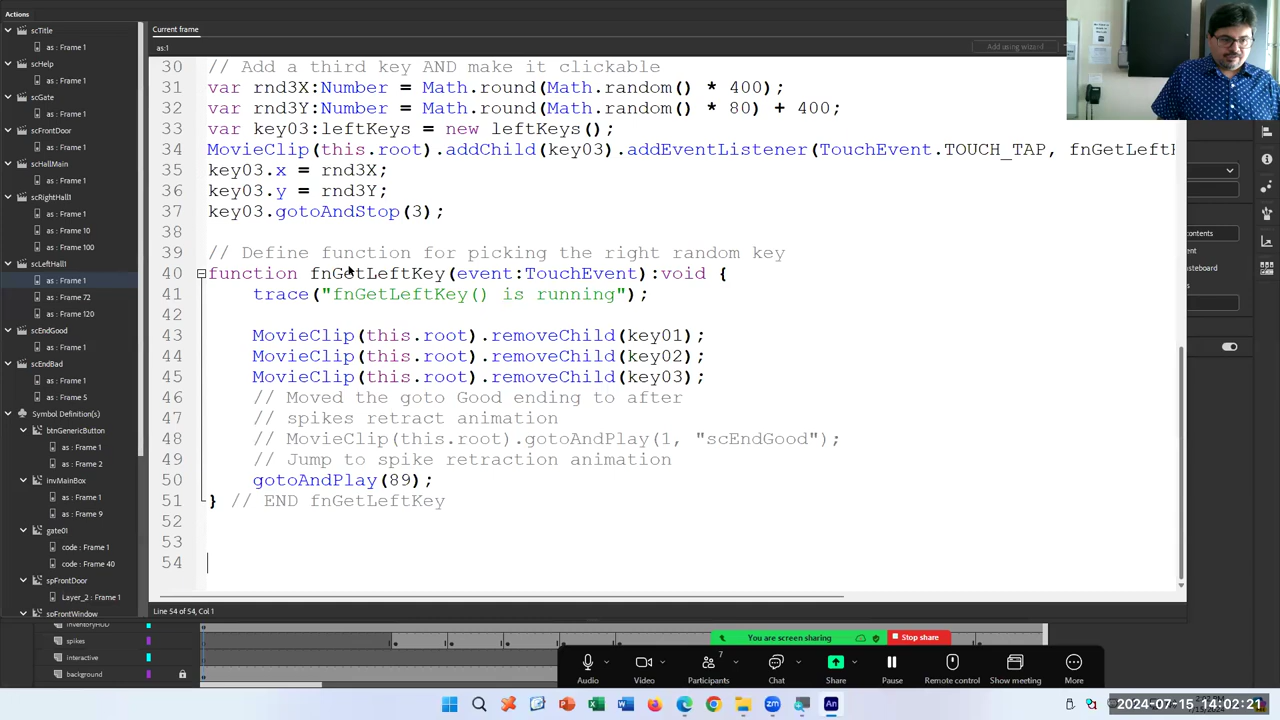 Actions
Current frame
scTitle
as:1
Add using wizard
as : Frame 1
scHelp
30 // Add a third key AND make it clickable
as : Frame 1
31 var rnd3X:Number = Math.round(Math.random() * 400);
scGate
32 var rnd3Y:Number = Math.round(Math.random() * 80) + 400;
as : Frame 1
33 var key03:leftKeys = new leftKeys();
scFrontDoor
34 MovieClip(this.root).addChild(key03).addEventListener(TouchEvent.TOUCH_TAP, fnGetLeftK
as : Frame 1
scHallMain
35 key03.x = rnd3X;
as : Frame 1
36 key03.y = rnd3Y;
scRightHall1
37 key03.gotoAndStop(3);
as : Frame 1
as : Frame 10
38
as : Frame 100
39 // Define function for picking the right random key
scLeftHall1
40 function fnGetLeftKey(event:TouchEvent):void {
as : Frame 1
41 trace("fnGetLeftKey() is running");
as : Frame 72
as : Frame 120
42
scEndGood
43 MovieClip(this.root).removeChild(key01);
as : Frame 1
44 MovieClip(this.root).removeChild(key02);
scEndBad
45 MovieClip(this.root).removeChild(key03);
as : Frame 1
as : Frame 5
46 // Moved the goto Good ending to after
Symbol Definition(s)
47 // spikes retract animation
btnGenericButton
48 // MovieClip(this.root).gotoAndPlay(1, "scEndGood");
as : Frame 1
as : Frame 2
49 // Jump to spike retraction animation
invMainBox
50 gotoAndPlay(89);
as : Frame 1
51 } // END fnGetLeftKey
as : Frame 9
52
gate01
53
code : Frame 1
code : Frame 40
54
spFrontDoor
Layer_2 : Frame 1
spFrontWindow
Line 54 of 54, Col 1
ontents
inventoryHUD
spikes
interactive
background
You are screen sharing
Stop share
7
Audio
Video
Participants
Chat
Share
Pause
Remote control
Show meeting
More
2024-07-15 14:02:21